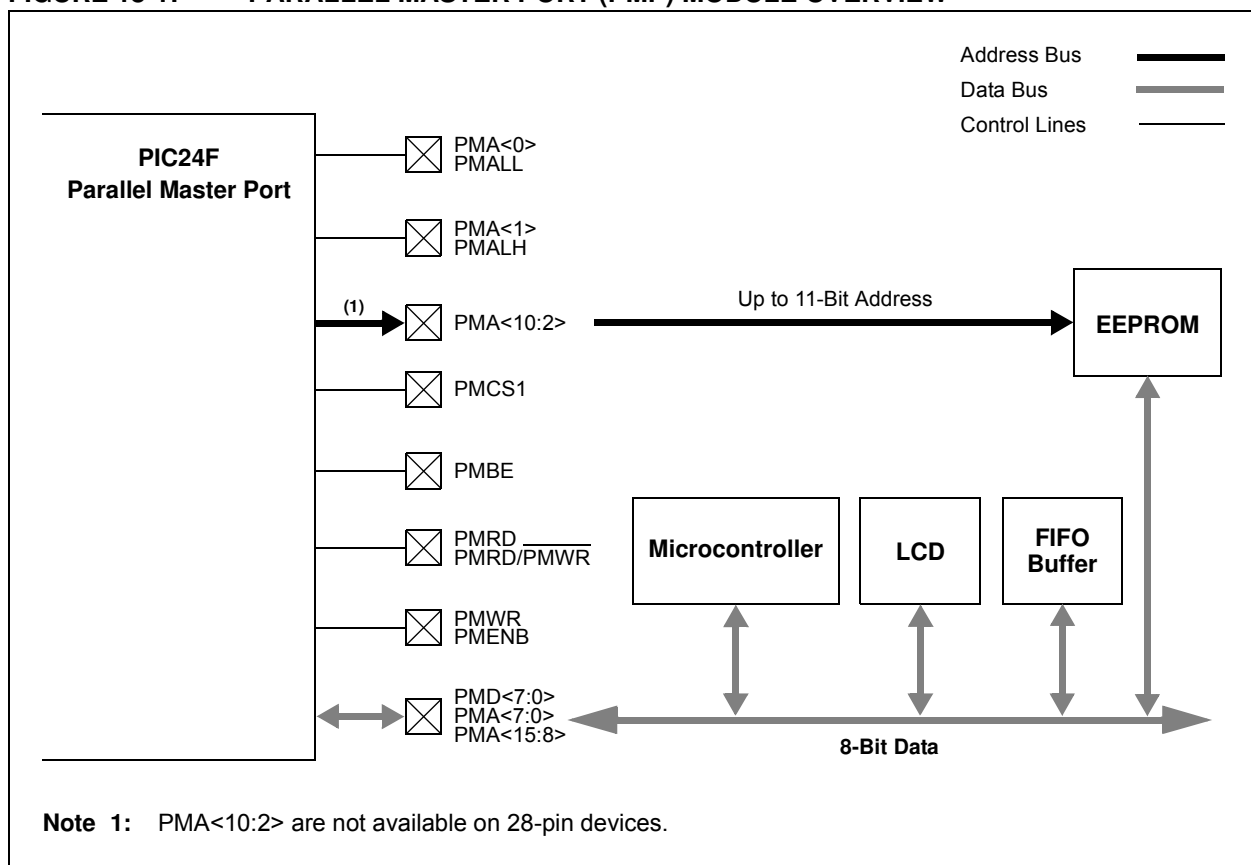 Address Bus
Data Bus
Control Lines
PIC24F
Parallel Master Port
PMA<0>
PMALL
PMA<1>
PMALH
(1)
PMA<10:2>
Up to 11-Bit Address
EEPROM
PMCS1
PMBE
PMRD
PMRD/PMWR
Microcontroller
LCD
FIFO
Buffer
PMWR
PMENB
PMD<7:0>
PMA<7:0>
PMA<15:8>
8-Bit Data
Note 1: PMA<10:2> are not available on 28-pin devices.